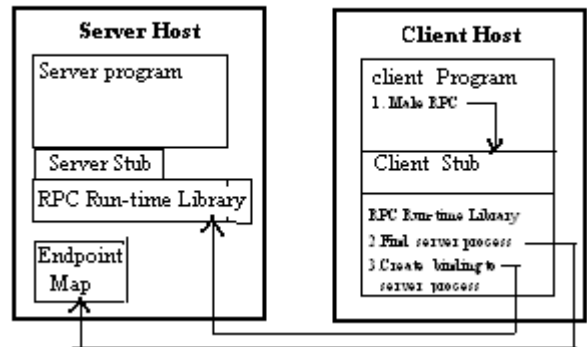 Server Host
Server program
Server Stub
RPC Run-time Library
Endpoint
Map
Client Host
client Program
1. Make RPC
Client Stub
RPC Run-time Library
2.Find server process
3.Create binding to
server process